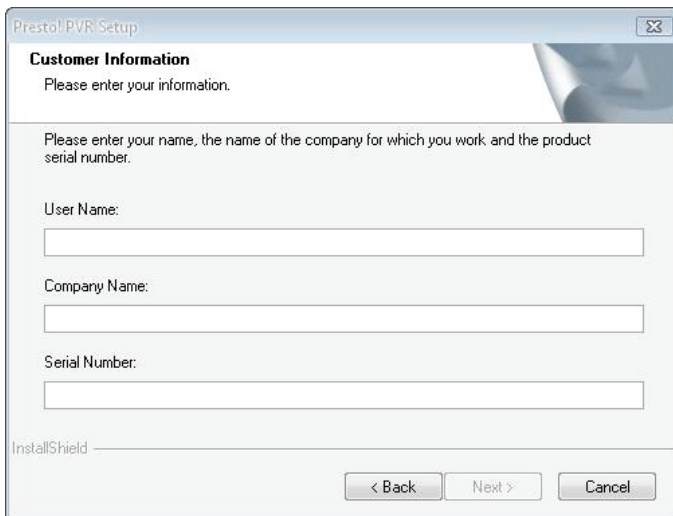 Presto! PVR Setup
Customer Information
Please enter your information.
Please enter your name, the name of the company for which you work and the product
serial number.
User Name:
Company Name:
Serial Number:
InstallShield
< Back Next > Cancel